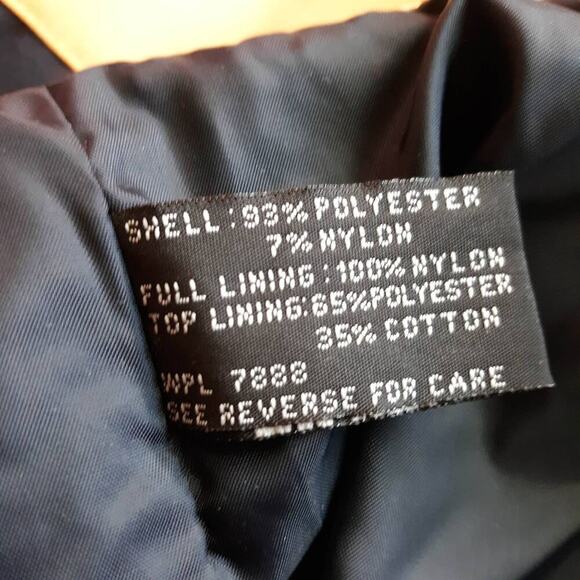 SHELL : 93% POLYESTER
7% NYLON
FULL LINING : 100% NYLON
TOP LINING: 65% POLYESTER
35% COTTON
WPL 7888
SEE REVERSE FOR CARE